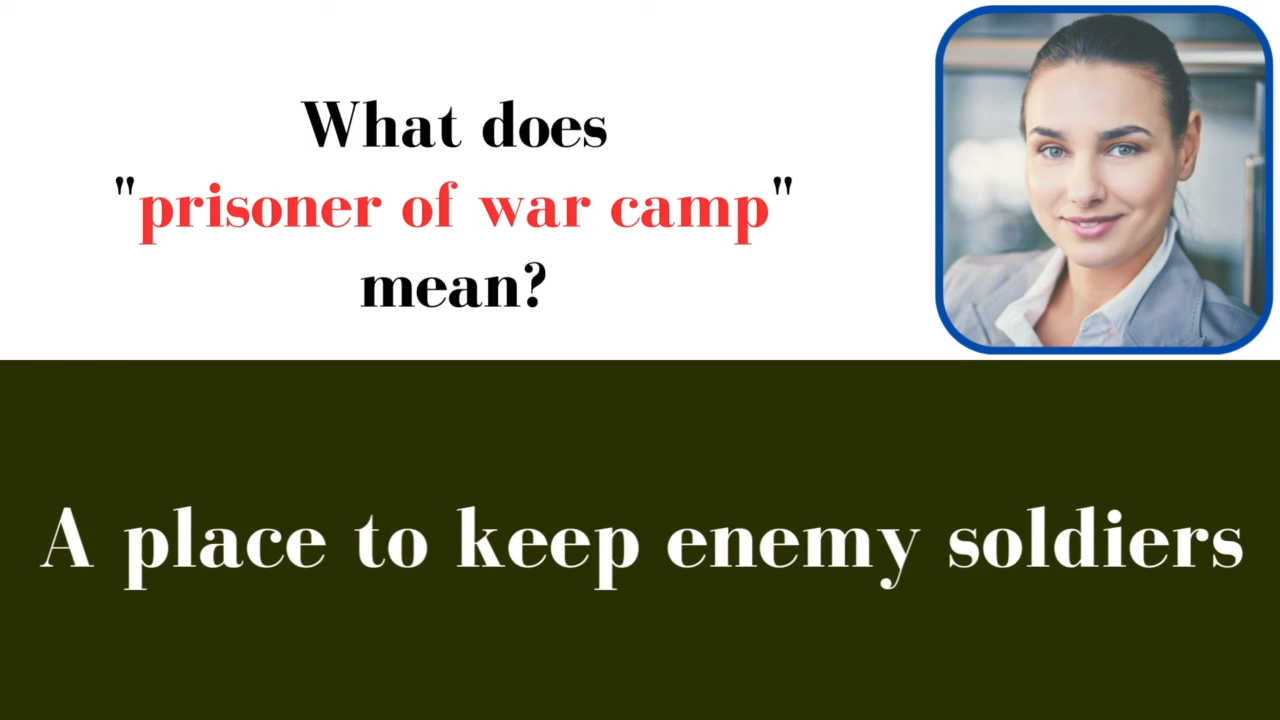 What does
"prisoner of war camp"
mean?
A place to keep enemy soldiers